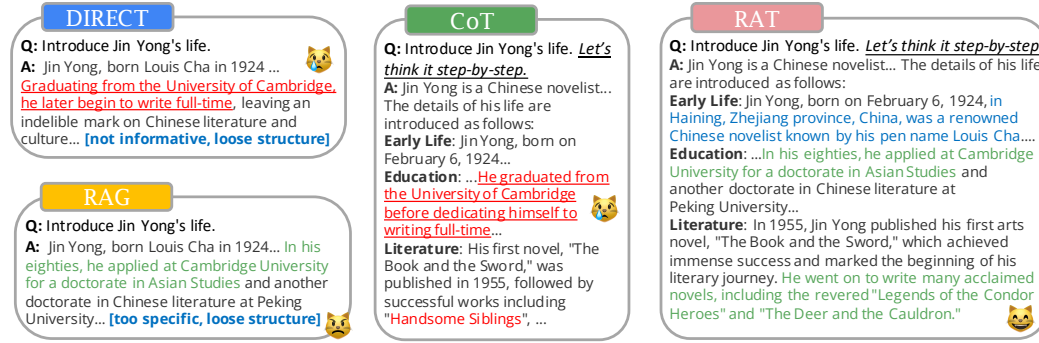 DIRECT
Q: Introduce Jin Yong's life.
A: Jin Yong, born Louis Cha in 1924 ...
Graduating from the University of Cambridge,
he later begin to write full-time, leaving an
indelible mark on Chinese literature and
culture... [not informative, loose structure]
RAG
Q: Introduce Jin Yong's life.
A: Jin Yong, born Louis Cha in 1924... In his
eighties, he applied at Cambridge University
for a doctorate in Asian Studies and another
doctorate in Chinese literature at Peking
University... [too specific, loose structure]
CoT
Q: Introduce Jin Yong's life. Let's
think it step-by-step.
A: Jin Yong is a Chinese novelist...
The details of his life are
introduced as follows:
Early Life: Jin Yong, born on
February 6, 1924...
Education: ...He graduated from
the University of Cambridge
before dedicating himself to
writing full-time...
Literature: His first novel, "The
Book and the Sword," was
published in 1955, followed by
successful works including
"Handsome Siblings", ...
RAT
Q: Introduce Jin Yong's life. Let's think it step-by-step
A: Jin Yong is a Chinese novelist... The details of his life
are introduced as follows:
Early Life: Jin Yong, born on February 6, 1924, in
Haining, Zhejiang province, China, was a renowned
Chinese novelist known by his pen name Louis Cha....
Education: ...In his eighties, he applied at Cambridge
University for a doctorate in Asian Studies and
another doctorate in Chinese literature at
Peking University...
Literature: In 1955, Jin Yong published his first arts
novel, "The Book and the Sword," which achieved
immense success and marked the beginning of his
literary journey. He went on to write many acclaimed
novels, including the revered "Legends of the Condor
Heroes" and "The Deer and the Cauldron."